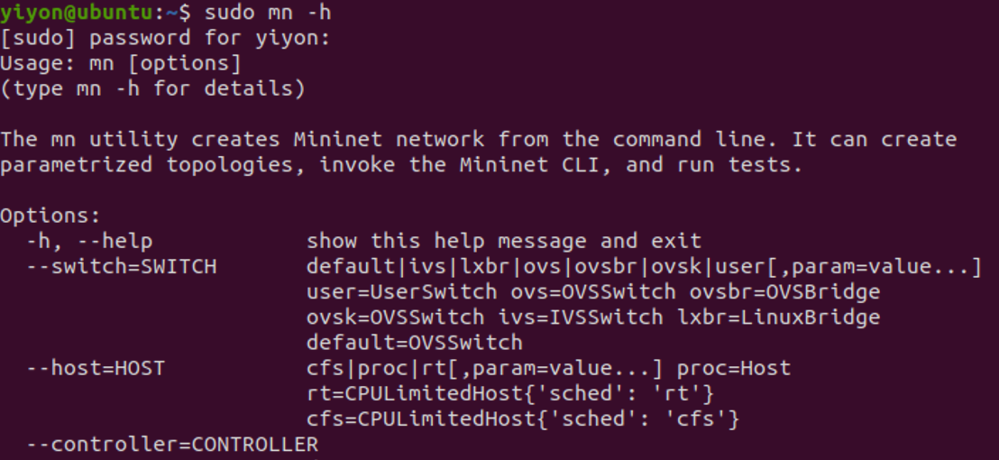 yiyon@ubuntu:~$ sudo mn -h
[sudo] password for yiyon:
Usage: mn [options]
(type mn -h for details)
The mn utility creates Mininet network from the command line. It can create
parametrized topologies, invoke the Mininet CLI, and run tests.
Options:
-h, --help show this help message and exit
--switch=SWITCH default|ivs|lxbr|ovs|ovsbr|ovsk|user[,param=value...]
user=UserSwitch ovs=OVSSwitch ovsbr=OVSBridge
ovsk=OVSSwitch ivs=IVSSwitch lxbr=LinuxBridge
default=OVSSwitch
--host=HOST cfs|proc|rt[,param=value...] proc=Host
rt=CPULimitedHost{'sched': 'rt'}
cfs=CPULimitedHost{'sched': 'cfs'}
--controller=CONTROLLER